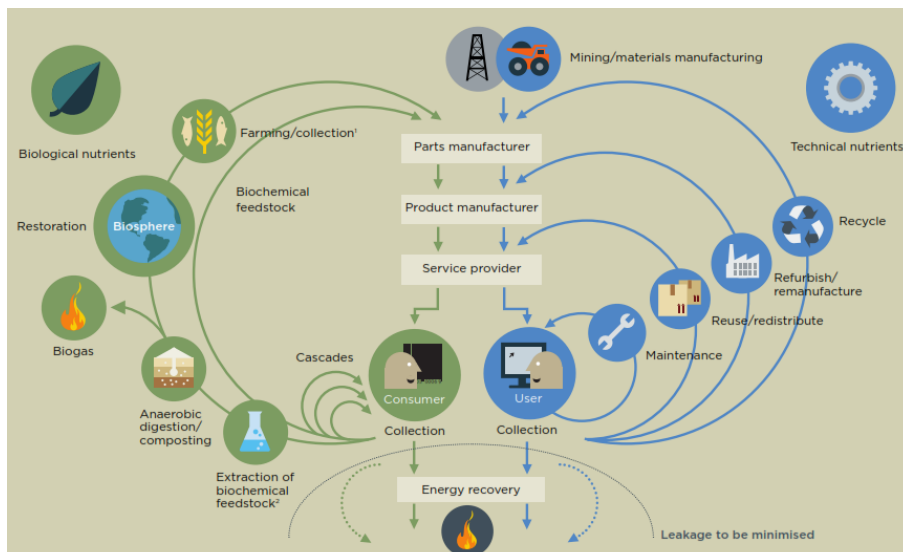 Mining/materials manufacturing
Biological nutrients
Farming/collection¹
Parts manufacturer
Technical nutrients
Biochemical
feedstock
Restoration
Biosphere
Product manufacturer
Recycle
Service provider
Refurbish/
remanufacture
Reuse/redistribute
Biogas
Cascades
Maintenance
Consumer
User
Anaerobic
digestion/
composting
Collection
Collection
Extraction of
biochemical
feedstock²
Energy recovery
Leakage to be minimised